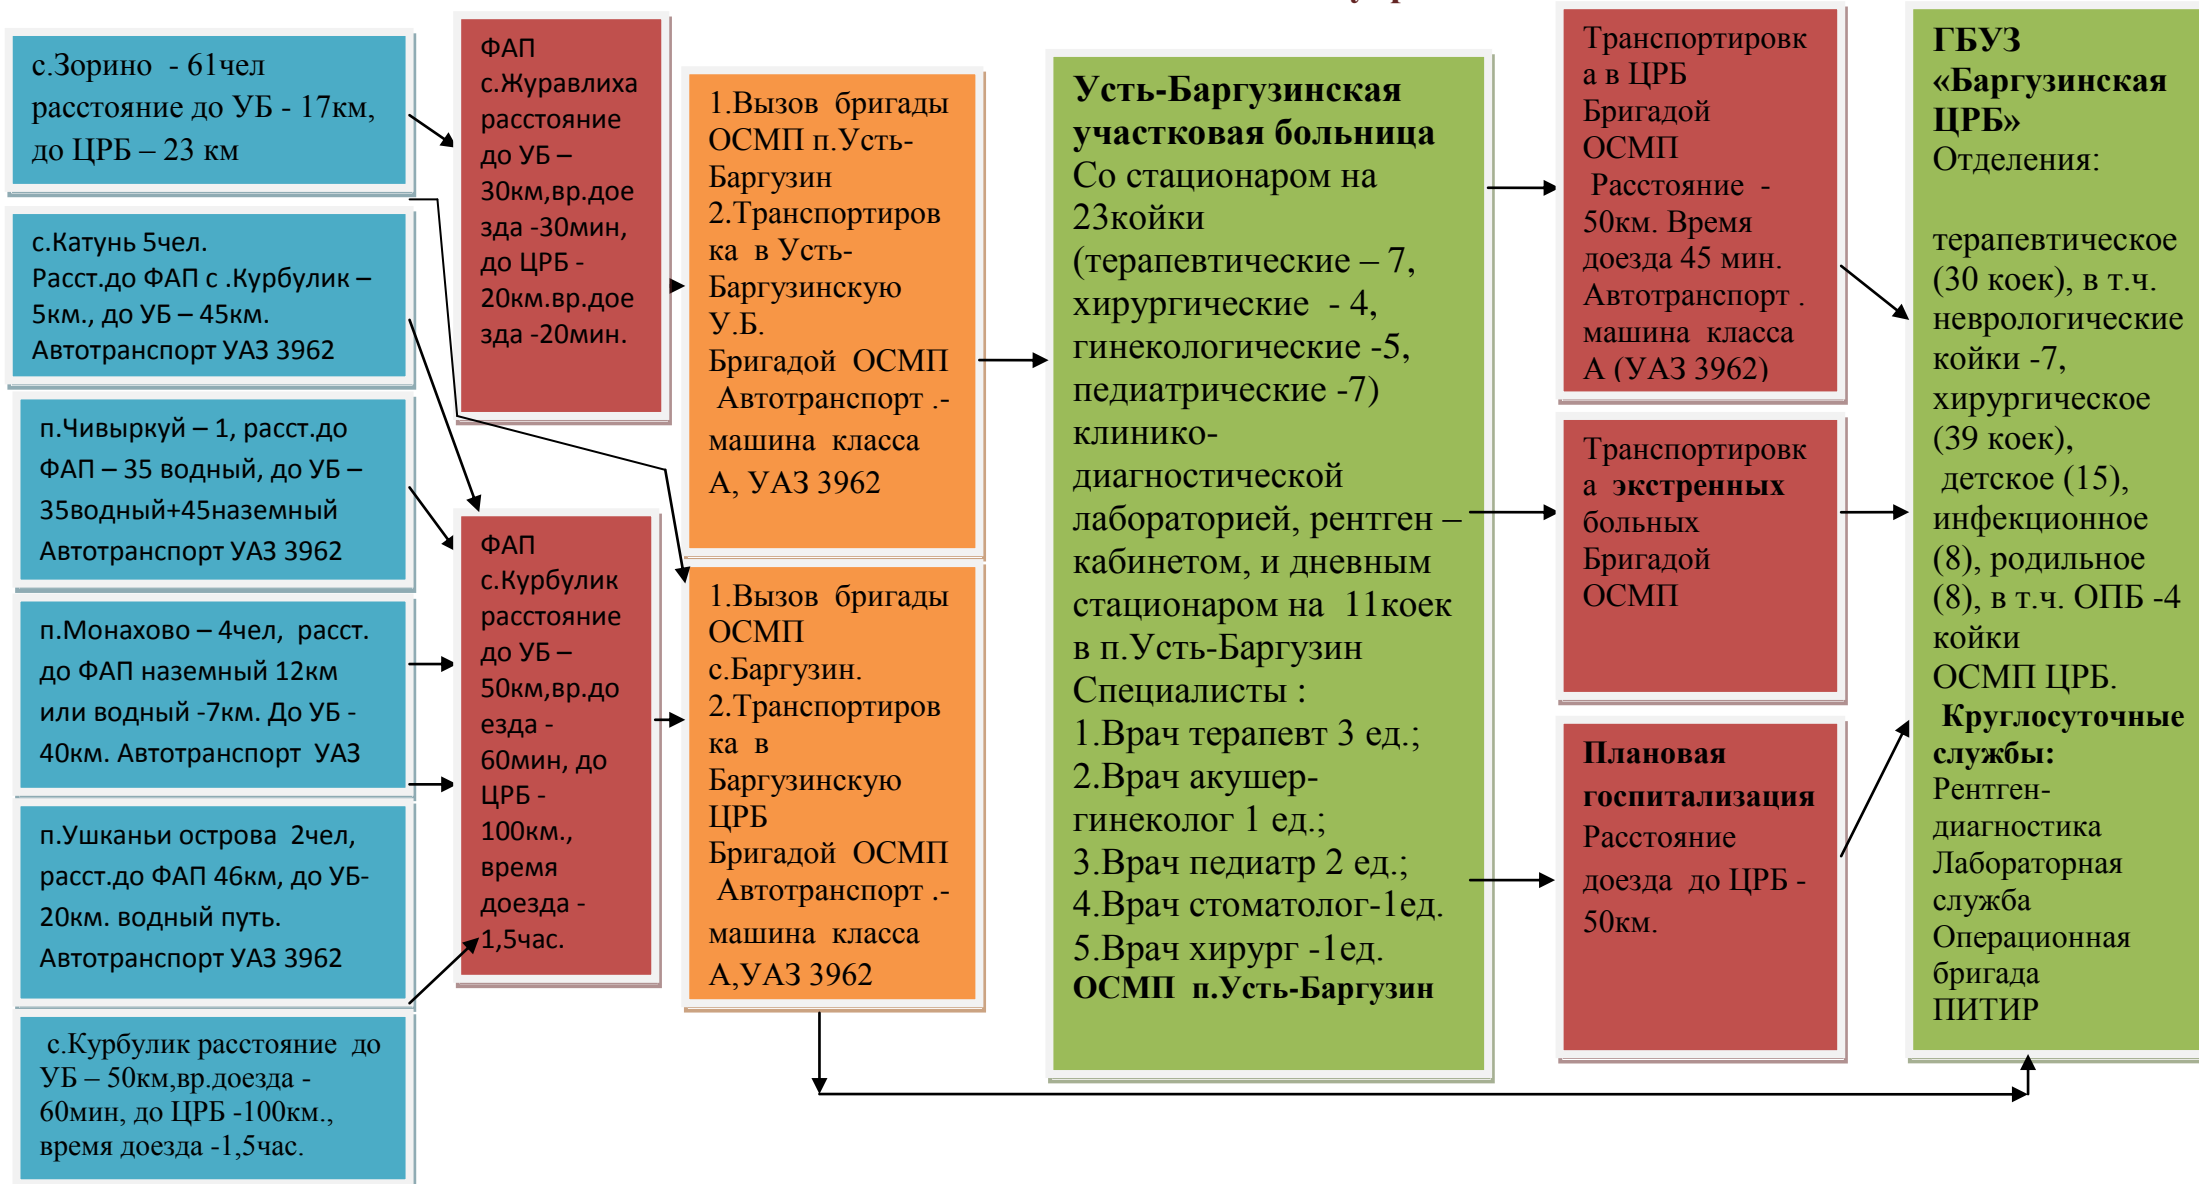 с.Зорино - 61чел
расстояние до УБ - 17км,
до ЦРБ – 23 км
с.Катунь 5чел.
Расст.до ФАП с .Курбулик –
5км., до УБ – 45км.
Автотранспорт УАЗ 3962
п.Чивыркуй – 1, расст.до
ФАП – 35 водный, до УБ –
35водный+45наземный
Автотранспорт УАЗ 3962
п.Монахово – 4чел, расст.
до ФАП наземный 12км
или водный -7км. До УБ -
40км. Автотранспорт УАЗ
п.Ушканьи острова 2чел,
расст.до ФАП 46км, до УБ-
20км. водный путь.
Автотранспорт УАЗ 3962
с.Курбулик расстояние до
УБ – 50км,вр.доезда -
60мин, до ЦРБ -100км.,
время доезда -1,5час.
ФАП
с.Журавлиха
расстояние
до УБ –
30км,вр.дое
зда -30мин,
до ЦРБ -
20км.вр.дое
зда -20мин.
ФАП
с.Курбулик
расстояние
до УБ –
50км,вр.до
езда -
60мин, до
ЦРБ -
100км.,
время
доезда -
1,5час.
1.Вызов бригады
ОСМП п.Усть-
Баргузин
2.Транспортиров
ка в Усть-
Баргузинскую
У.Б.
Бригадой ОСМП
Автотранспорт .-
машина класса
А, УАЗ 3962
1.Вызов бригады
ОСМП
с.Баргузин.
2.Транспортиров
ка в
Баргузинскую
ЦРБ
Бригадой ОСМП
Автотранспорт .-
машина класса
А,УАЗ 3962
Усть-Баргузинская
участковая больница
Со стационаром на
23койки
(терапевтические – 7,
хирургические - 4,
гинекологические -5,
педиатрические -7)
клинико-
диагностической
лабораторией, рентген –
кабинетом, и дневным
стационаром на 11коек
в п.Усть-Баргузин
Специалисты :
1.Врач терапевт 3 ед.;
2.Врач акушер-
гинеколог 1 ед.;
3.Врач педиатр 2 ед.;
4.Врач стоматолог-1ед.
5.Врач хирург -1ед.
ОСМП п.Усть-Баргузин
Транспортировк
а в ЦРБ
Бригадой
ОСМП
Расстояние -
50км. Время
доезда 45 мин.
Автотранспорт .
машина класса
А (УАЗ 3962)
Транспортировк
а экстренных
больных
Бригадой
ОСМП
Плановая
госпитализация
Расстояние
доезда до ЦРБ -
50км.
ГБУЗ
«Баргузинская
ЦРБ»
Отделения:
терапевтическое
(30 коек), в т.ч.
неврологические
койки -7,
хирургическое
(39 коек),
детское (15),
инфекционное
(8), родильное
(8), в т.ч. ОПБ -4
койки
ОСМП ЦРБ.
Круглосуточные
службы:
Рентген-
диагностика
Лабораторная
служба
Операционная
бригада
ПИТИР